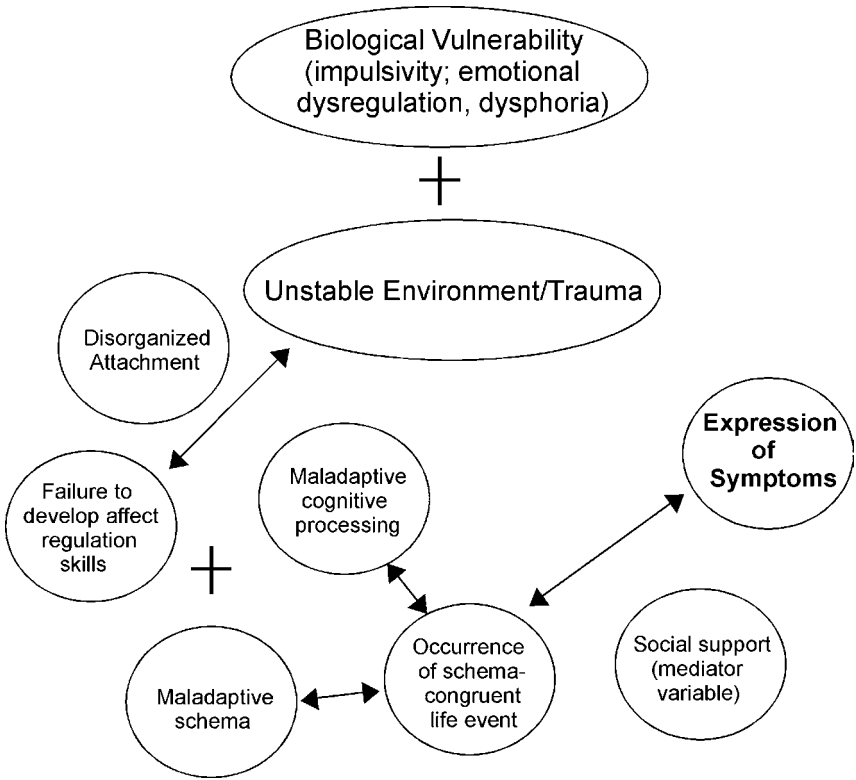 Biological Vulnerability
(impulsivity; emotional
dysregulation, dysphoria)
+
Unstable Environment/Trauma
Disorganized
Attachment
Expression
of
Symptoms
Maladaptive
cognitive
processing
Failure to
develop affect
regulation
skills
+
Occurrence
of schema-
congruent
life event
Social support
(mediator
variable)
Maladaptive
schema